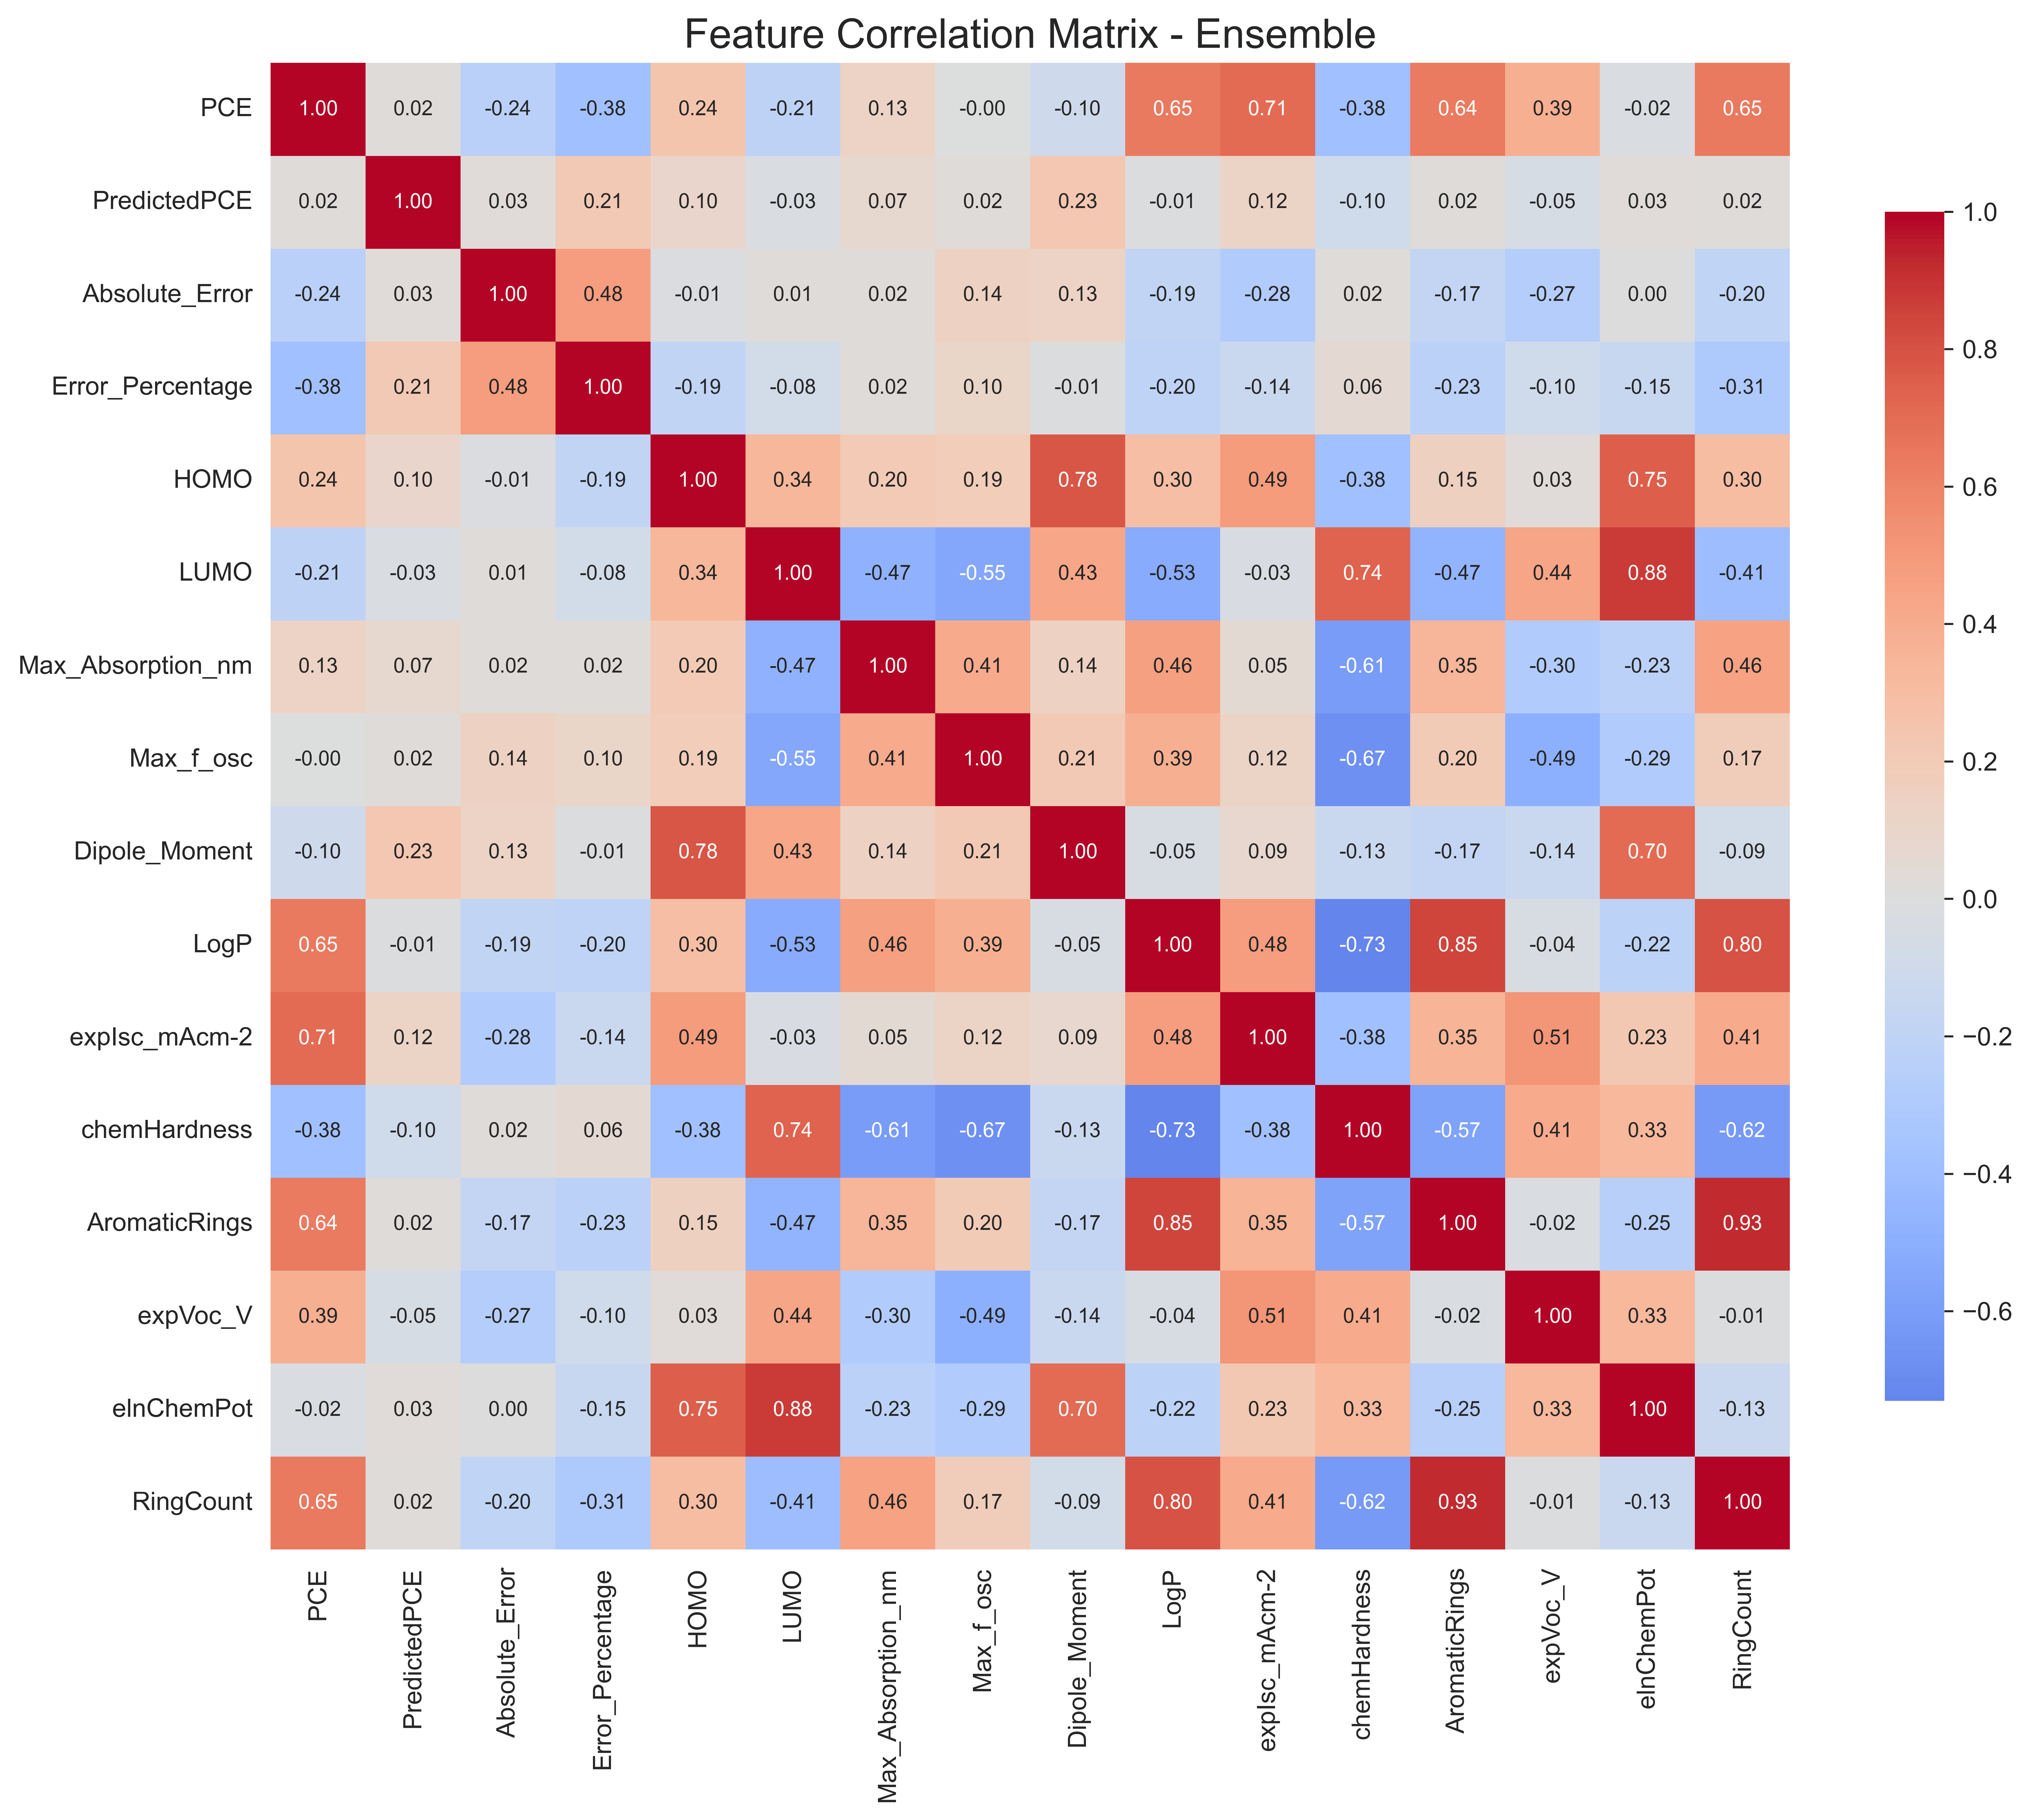 Feature Correlation Matrix - Ensemble
PCE 1.00 0.02 -0.24 -0.38 0.24 -0.21 0.13 -0.00 -0.10 0.65 0.71 -0.38 0.64 0.39 -0.02 0.65
PredictedPCE 0.02 1.00 0.03 0.21 0.10 -0.03 0.07 0.02 0.23 -0.01 0.12 -0.10 0.02 -0.05 0.03 0.02
Absolute_Error -0.24 0.03 1.00 0.48 -0.01 0.01 0.02 0.14 0.13 -0.19 -0.28 0.02 -0.17 -0.27 0.00 -0.20
Error_Percentage -0.38 0.21 0.48 1.00 -0.19 -0.08 0.02 0.10 -0.01 -0.20 -0.14 0.06 -0.23 -0.10 -0.15 -0.31
HOMO 0.24 0.10 -0.01 -0.19 1.00 0.34 0.20 0.19 0.78 0.30 0.49 -0.38 0.15 0.03 0.75 0.30
LUMO -0.21 -0.03 0.01 -0.08 0.34 1.00 -0.47 -0.55 0.43 -0.53 -0.03 0.74 -0.47 0.44 0.88 -0.41
Max_Absorption_nm 0.13 0.07 0.02 0.02 0.20 -0.47 1.00 0.41 0.14 0.46 0.05 -0.61 0.35 -0.30 -0.23 0.46
Max_f_osc -0.00 0.02 0.14 0.10 0.19 -0.55 0.41 1.00 0.21 0.39 0.12 -0.67 0.20 -0.49 -0.29 0.17
Dipole_Moment -0.10 0.23 0.13 -0.01 0.78 0.43 0.14 0.21 1.00 -0.05 0.09 -0.13 -0.17 -0.14 0.70 -0.09
LogP 0.65 -0.01 -0.19 -0.20 0.30 -0.53 0.46 0.39 -0.05 1.00 0.48 -0.73 0.85 -0.04 -0.22 0.80
expIsc_mAcm-2 0.71 0.12 -0.28 -0.14 0.49 -0.03 0.05 0.12 0.09 0.48 1.00 -0.38 0.35 0.51 0.23 0.41
chemHardness -0.38 -0.10 0.02 0.06 -0.38 0.74 -0.61 -0.67 -0.13 -0.73 -0.38 1.00 -0.57 0.41 0.33 -0.62
AromaticRings 0.64 0.02 -0.17 -0.23 0.15 -0.47 0.35 0.20 -0.17 0.85 0.35 -0.57 1.00 -0.02 -0.25 0.93
expVoc_V 0.39 -0.05 -0.27 -0.10 0.03 0.44 -0.30 -0.49 -0.14 -0.04 0.51 0.41 -0.02 1.00 0.33 -0.01
elnChemPot -0.02 0.03 0.00 -0.15 0.75 0.88 -0.23 -0.29 0.70 -0.22 0.23 0.33 -0.25 0.33 1.00 -0.13
RingCount 0.65 0.02 -0.20 -0.31 0.30 -0.41 0.46 0.17 -0.09 0.80 0.41 -0.62 0.93 -0.01 -0.13 1.00
PCE
PredictedPCE
Absolute_Error
Error_Percentage
HOMO
LUMO
Max_Absorption_nm
Max_f_osc
Dipole_Moment
LogP
expIsc_mAcm-2
chemHardness
AromaticRings
expVoc_V
elnChemPot
RingCount
1.0
0.8
0.6
0.4
0.2
0.0
−0.2
−0.4
−0.6